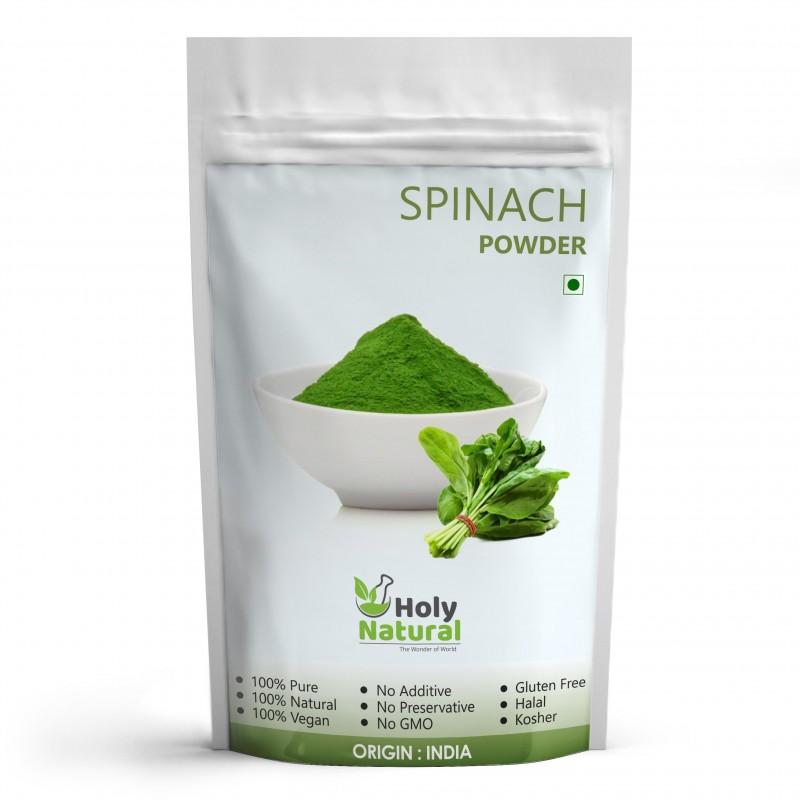 SPINACH
POWDER
Holy
Natural
The Wonder of World
• 100% Pure
• 100% Natural
• 100% Vegan
• No Additive
• No Preservative
• No GMO
• Gluten Free
• Halal
• Kosher
ORIGIN : INDIA